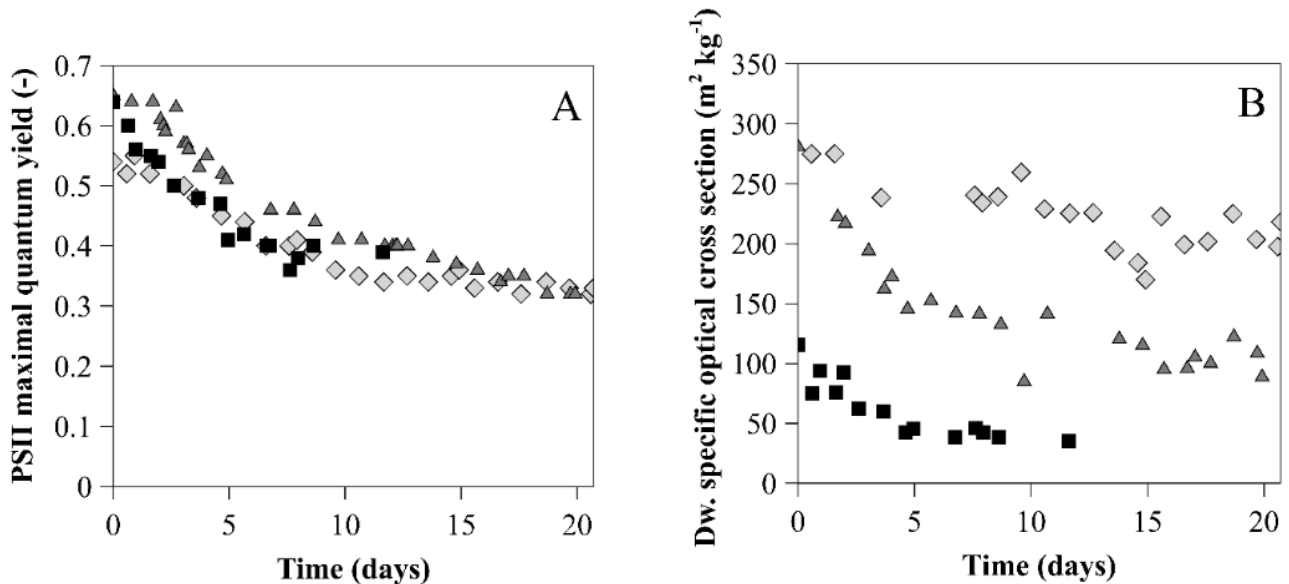 PSII maximal quantum yield (-)
0.7
0.6
0.5
0.4
0.3
0.2
0.1
0
A
0 5 10 15 20
Time (days)
Dw. specific optical cross section (m² kg⁻¹)
350
300
250
200
150
100
50
0
B
0 5 10 15 20
Time (days)